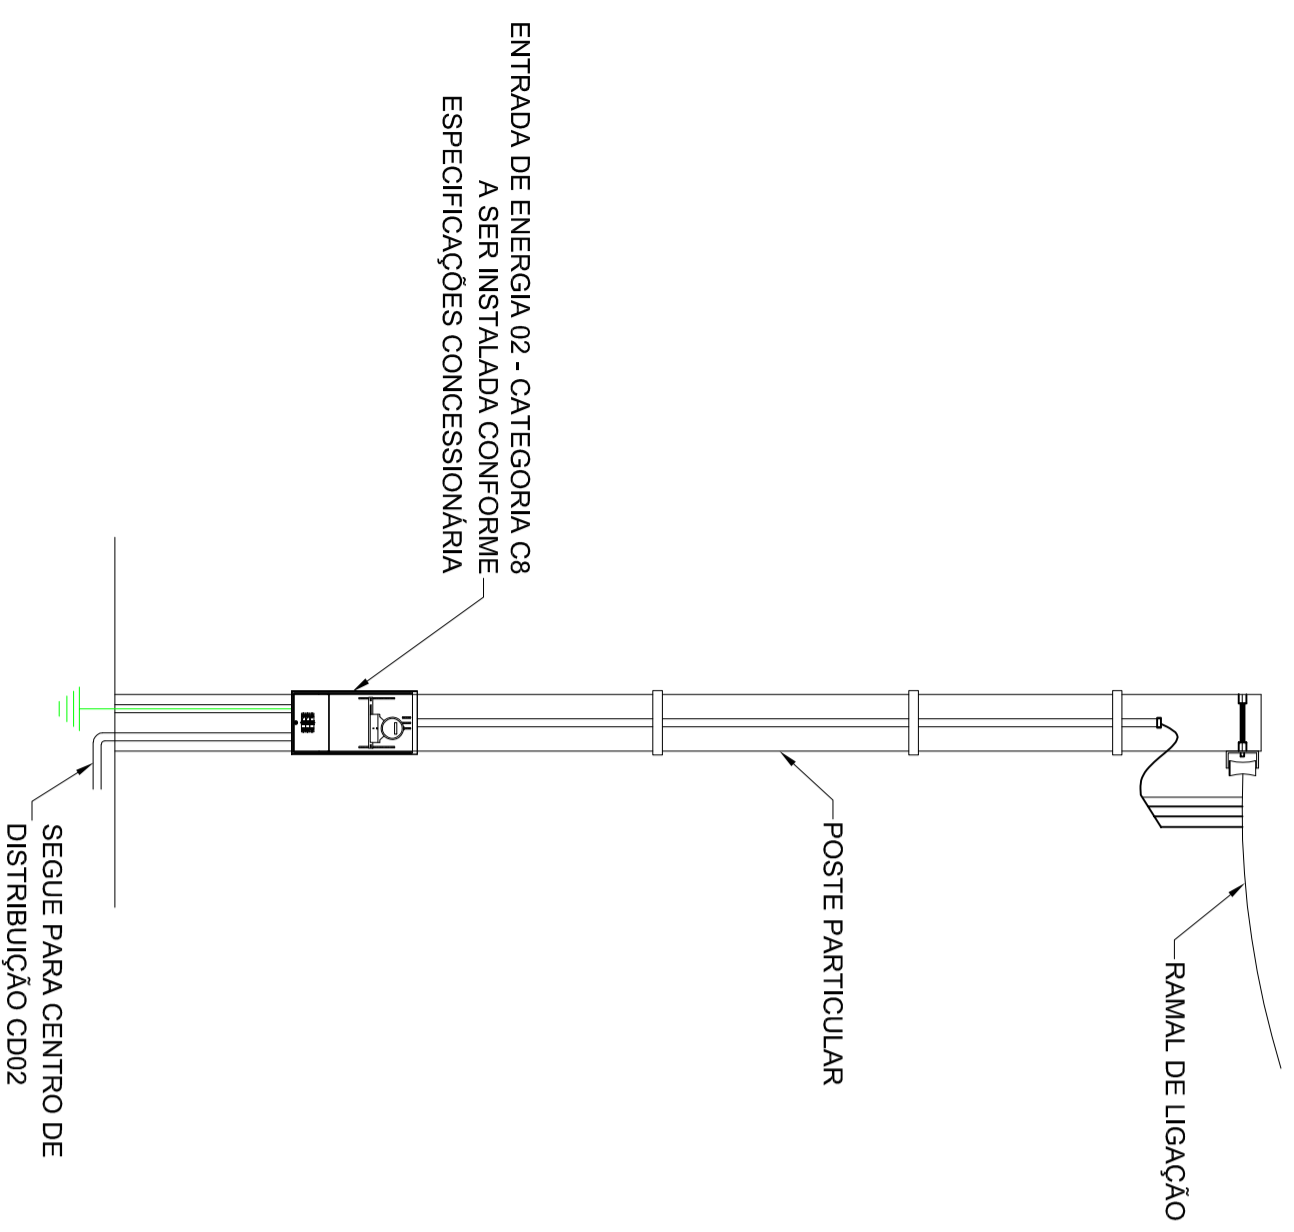 RAMAL DE LIGAÇÃO
POSTE PARTICULAR
ENTRADA DE ENERGIA 02 - CATEGORIA C8
A SER INSTALADA CONFORME
ESPECIFICAÇÕES CONCESSIONÁRIA
SEGUE PARA CENTRO DE
DISTRIBUIÇÃO CD02